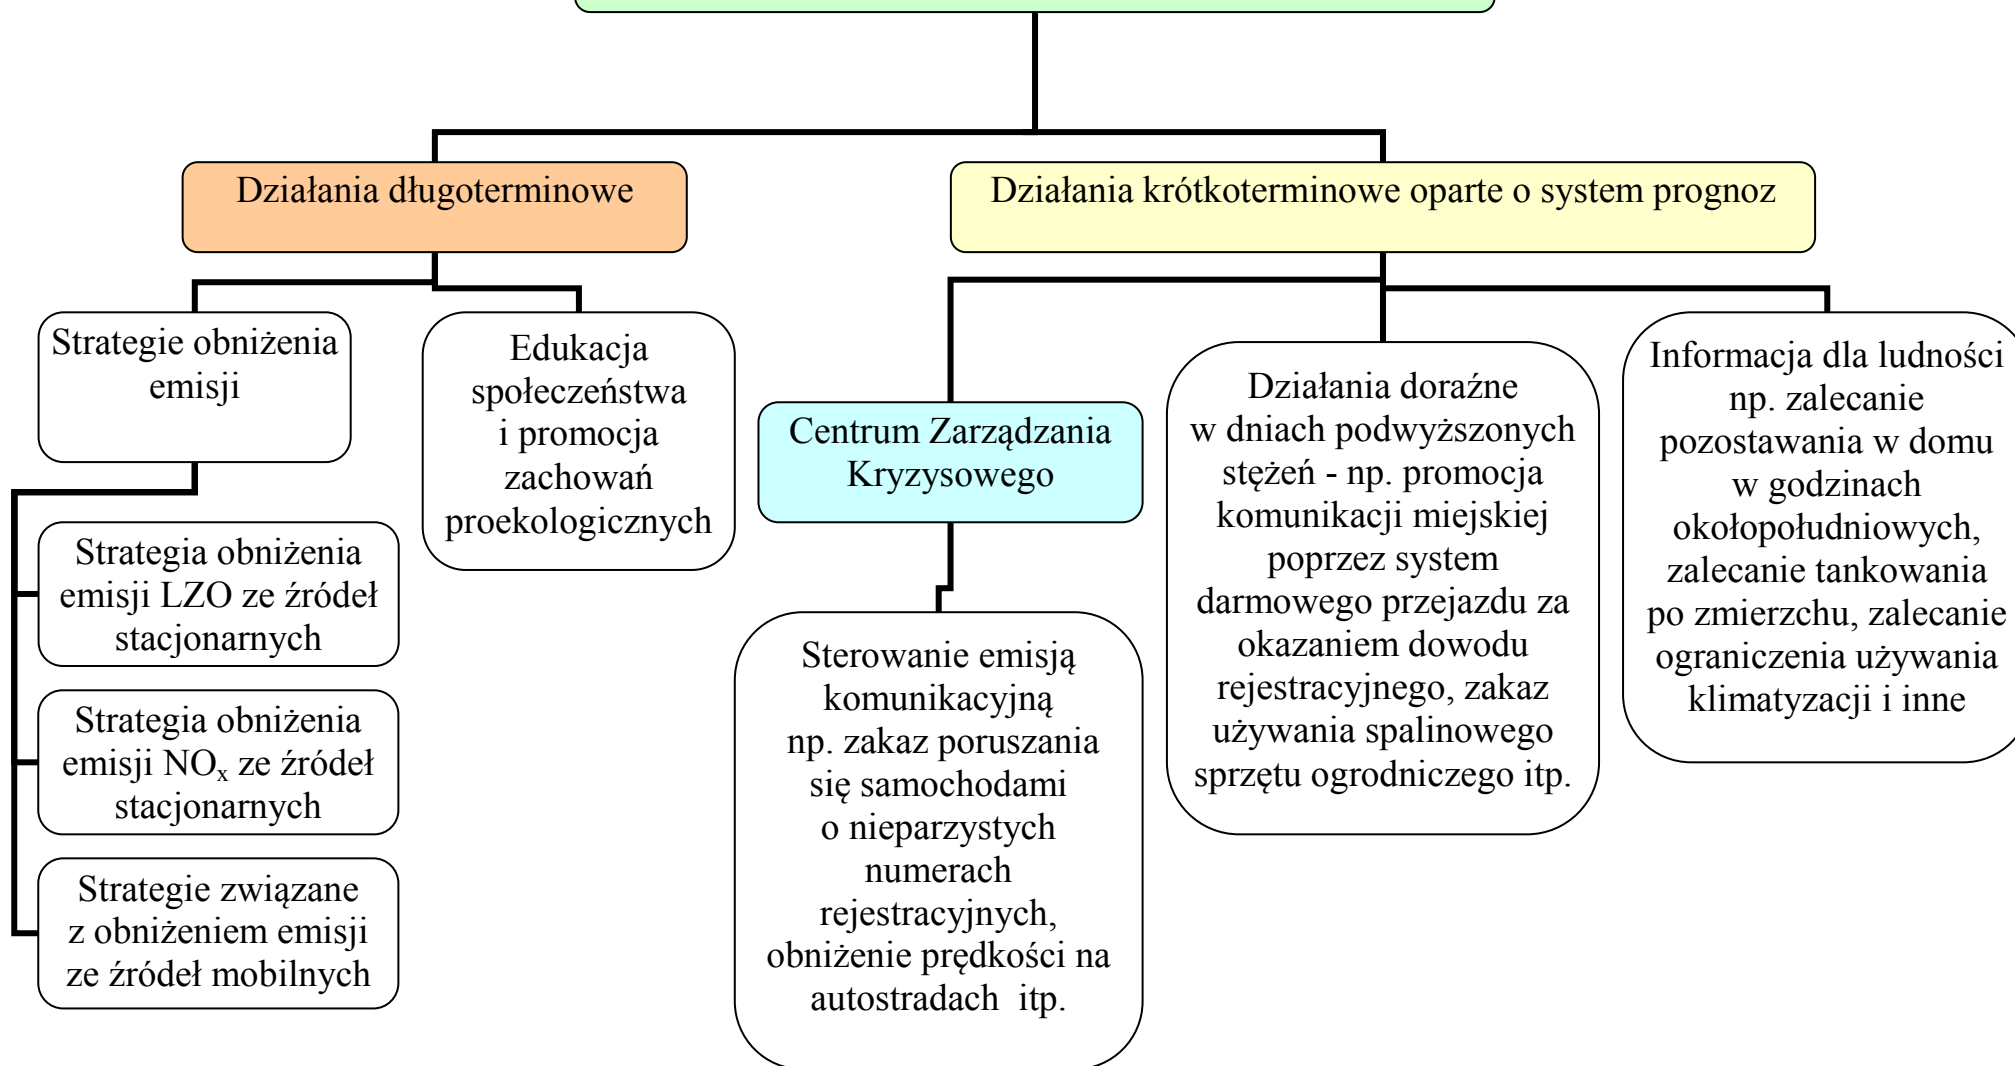 Działania długoterminowe
Działania krótkoterminowe oparte o system prognoz
Strategie obniżenia
emisji
Edukacja
społeczeństwa
i promocja
zachowań
proekologicznych
Strategia obniżenia
emisji LZO ze źródeł
stacjonarnych
Strategia obniżenia
emisji NOx ze źródeł
stacjonarnych
Strategie związane
z obniżeniem emisji
ze źródeł mobilnych
Centrum Zarządzania
Kryzysowego
Sterowanie emisją
komunikacyjną
np. zakaz poruszania
się samochodami
o nieparzystych
numerach
rejestracyjnych,
obniżenie prędkości na
autostradach itp.
Działania doraźne
w dniach podwyższonych
stężeń - np. promocja
komunikacji miejskiej
poprzez system
darmowego przejazdu za
okazaniem dowodu
rejestracyjnego, zakaz
używania spalinowego
sprzętu ogrodniczego itp.
Informacja dla ludności
np. zalecanie
pozostawania w domu
w godzinach
okołopołudniowych,
zalecanie tankowania
po zmierzchu, zalecanie
ograniczenia używania
klimatyzacji i inne